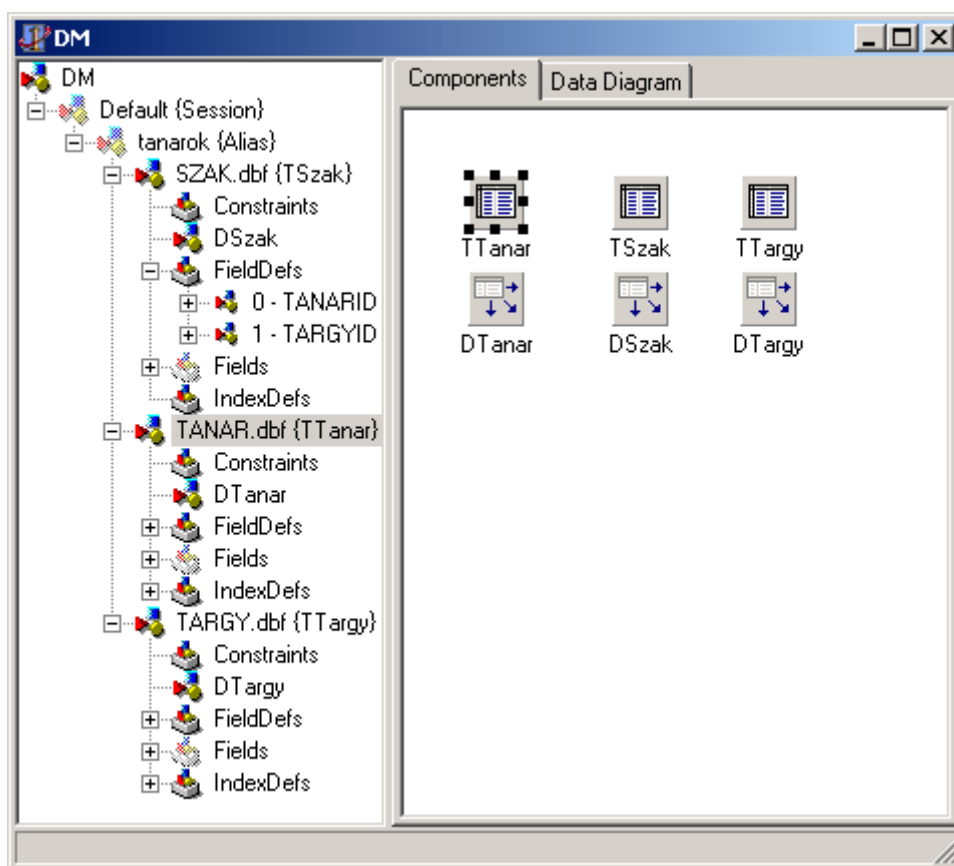 DM
DM
Default {Session}
tanarok {Alias}
SZAK.dbf {TSzak}
Constraints
DSzak
FieldDefs
0 - TANARID
1 - TARGYID
Fields
IndexDefs
TANAR.dbf {TTanar}
Constraints
DTanar
FieldDefs
Fields
IndexDefs
TARGY.dbf {TTargy}
Constraints
DTargy
FieldDefs
Fields
IndexDefs
Components Data Diagram
TTanar TSzak TTargy
DTanar DSzak DTargy